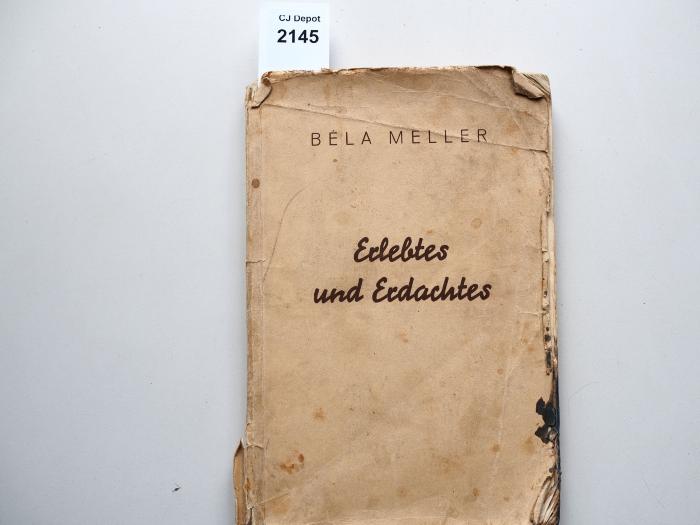 CJ Depot
2145
BÉLA MELLER
Erlebtes
und Erdachtes